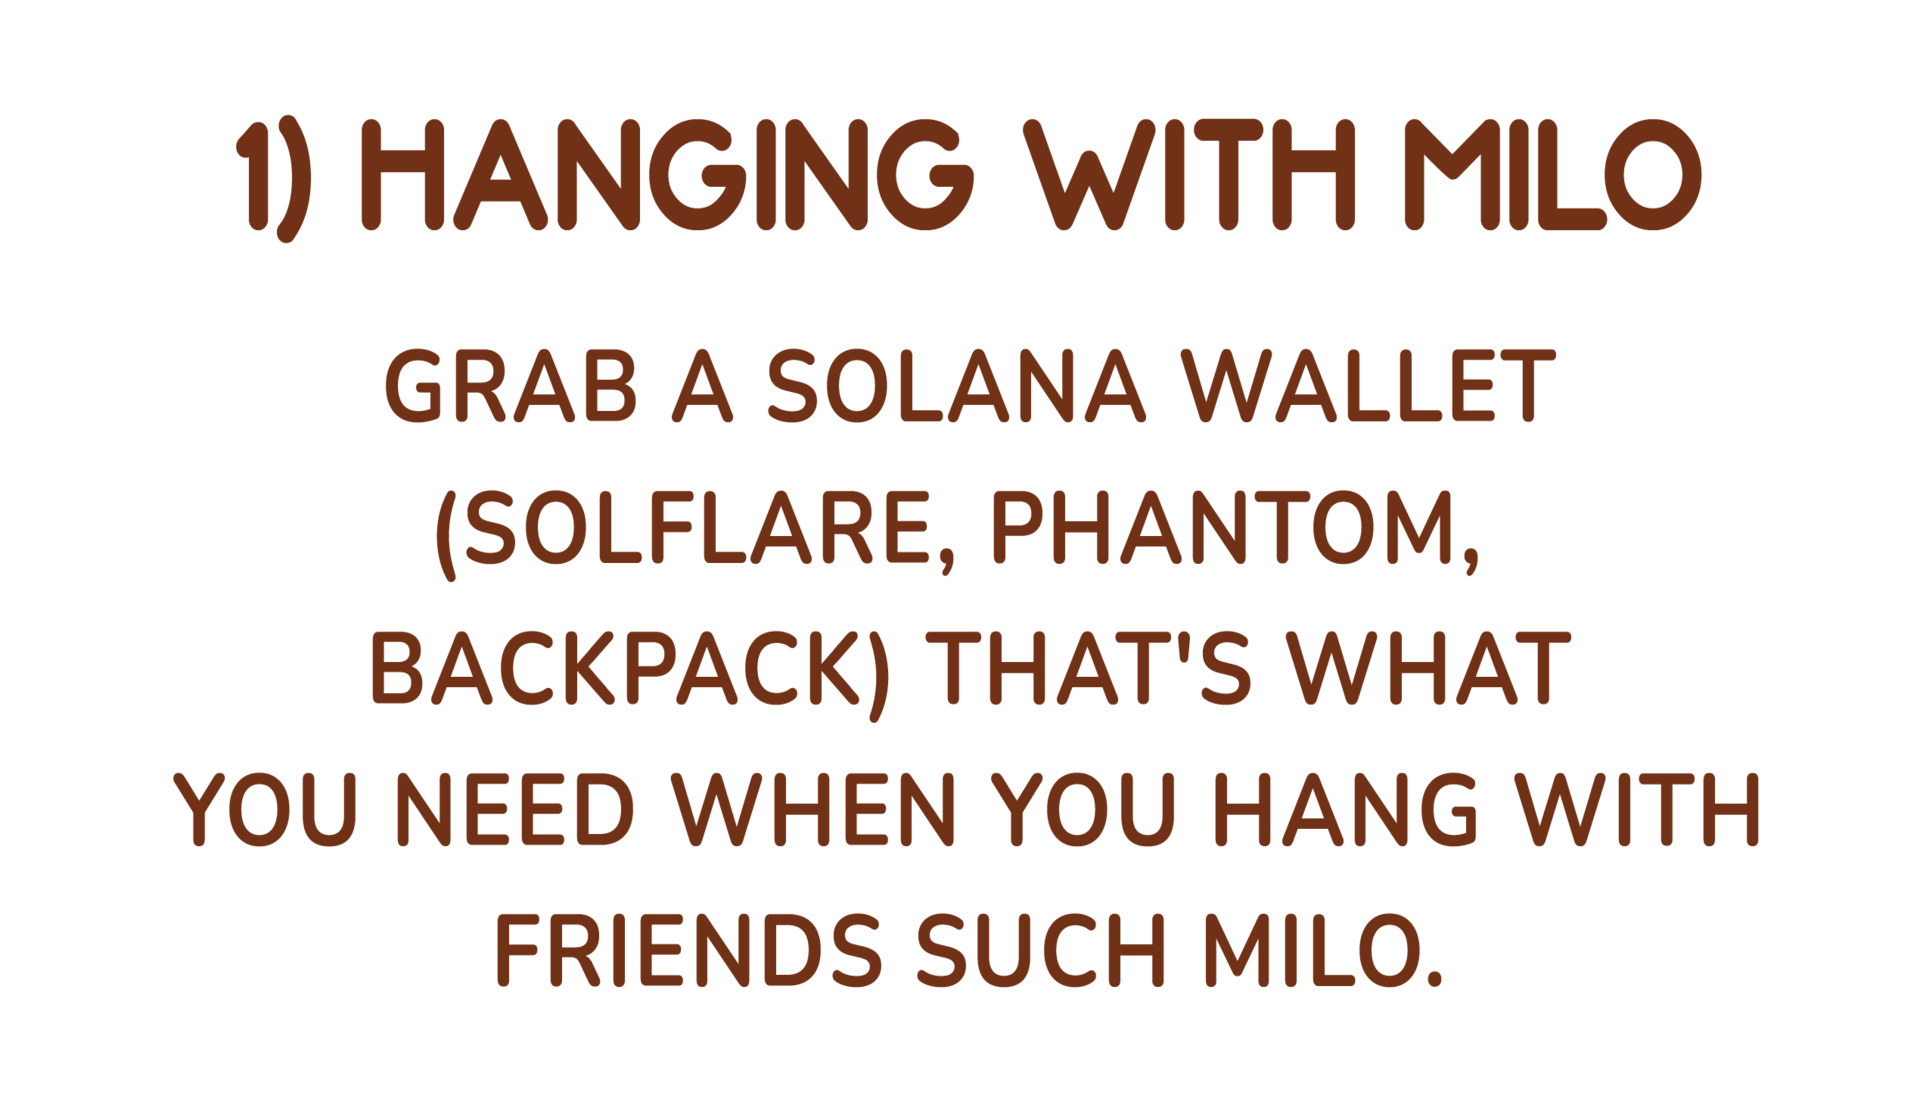 1) HANGING WITH MILO
GRAB A SOLANA WALLET
(SOLFLARE, PHANTOM,
BACKPACK) THAT'S WHAT
YOU NEED WHEN YOU HANG WITH
FRIENDS SUCH MILO.